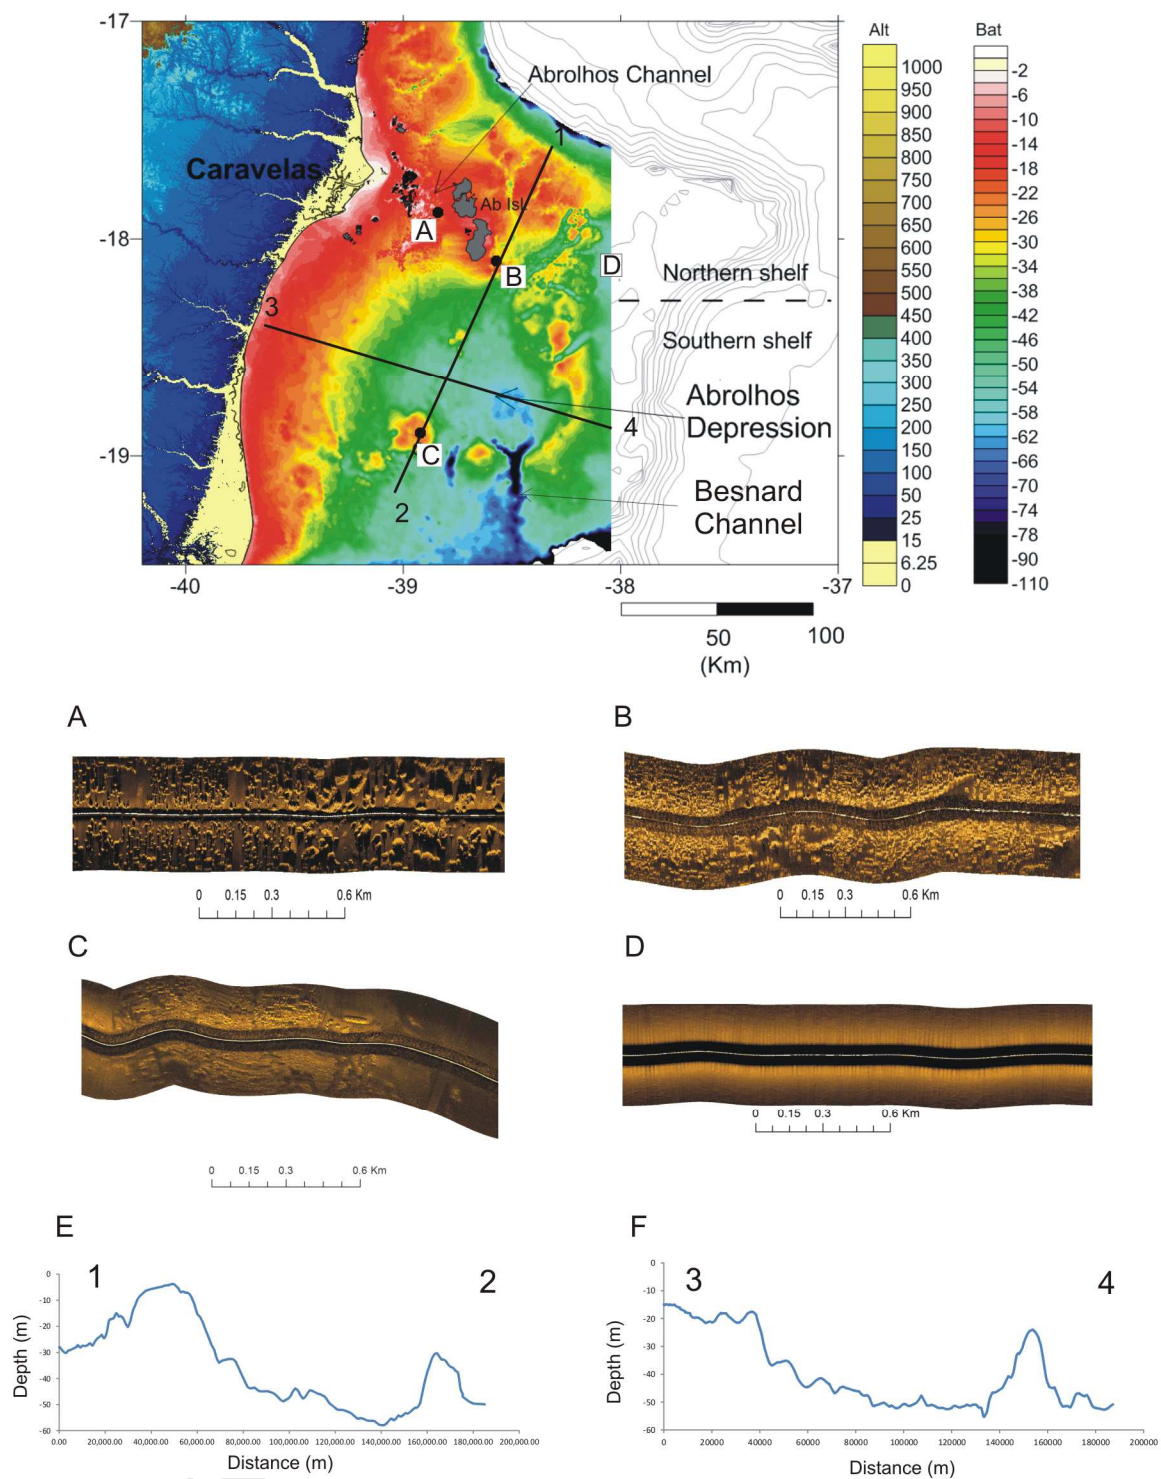 -17
-18
-19
-40
-39
-38
-37
Abrolhos Channel
1
Caravelas
Ab Isl.
A
B
D
Northern shelf
3
Southern shelf
Abrolhos
Depression
4
C
Besnard
Channel
2
50
100
(Km)
Alt
1000
950
900
850
800
750
700
650
600
550
500
450
400
350
300
250
200
150
100
50
25
15
6.25
0
Bat
-2
-6
-10
-14
-18
-22
-26
-30
-34
-38
-42
-46
-50
-54
-58
-62
-66
-70
-74
-78
-90
-110
A
0 0.15 0.3 0.6 Km
B
0 0.15 0.3 0.6 Km
C
0 0.15 0.3 0.6 Km
D
0 0.15 0.3 0.6 Km
E
1
2
Depth (m)
0
-10
-20
-30
-40
-50
-60
0.00 20,000.00 40,000.00 60,000.00 80,000.00 100,000.00 120,000.00 140,000.00 160,000.00 180,000.00 200,000.00
Distance (m)
F
3
4
Depth (m)
0
-10
-20
-30
-40
-50
-60
0 20000 40000 60000 80000 100000 120000 140000 160000 180000 200000
Distance (m)